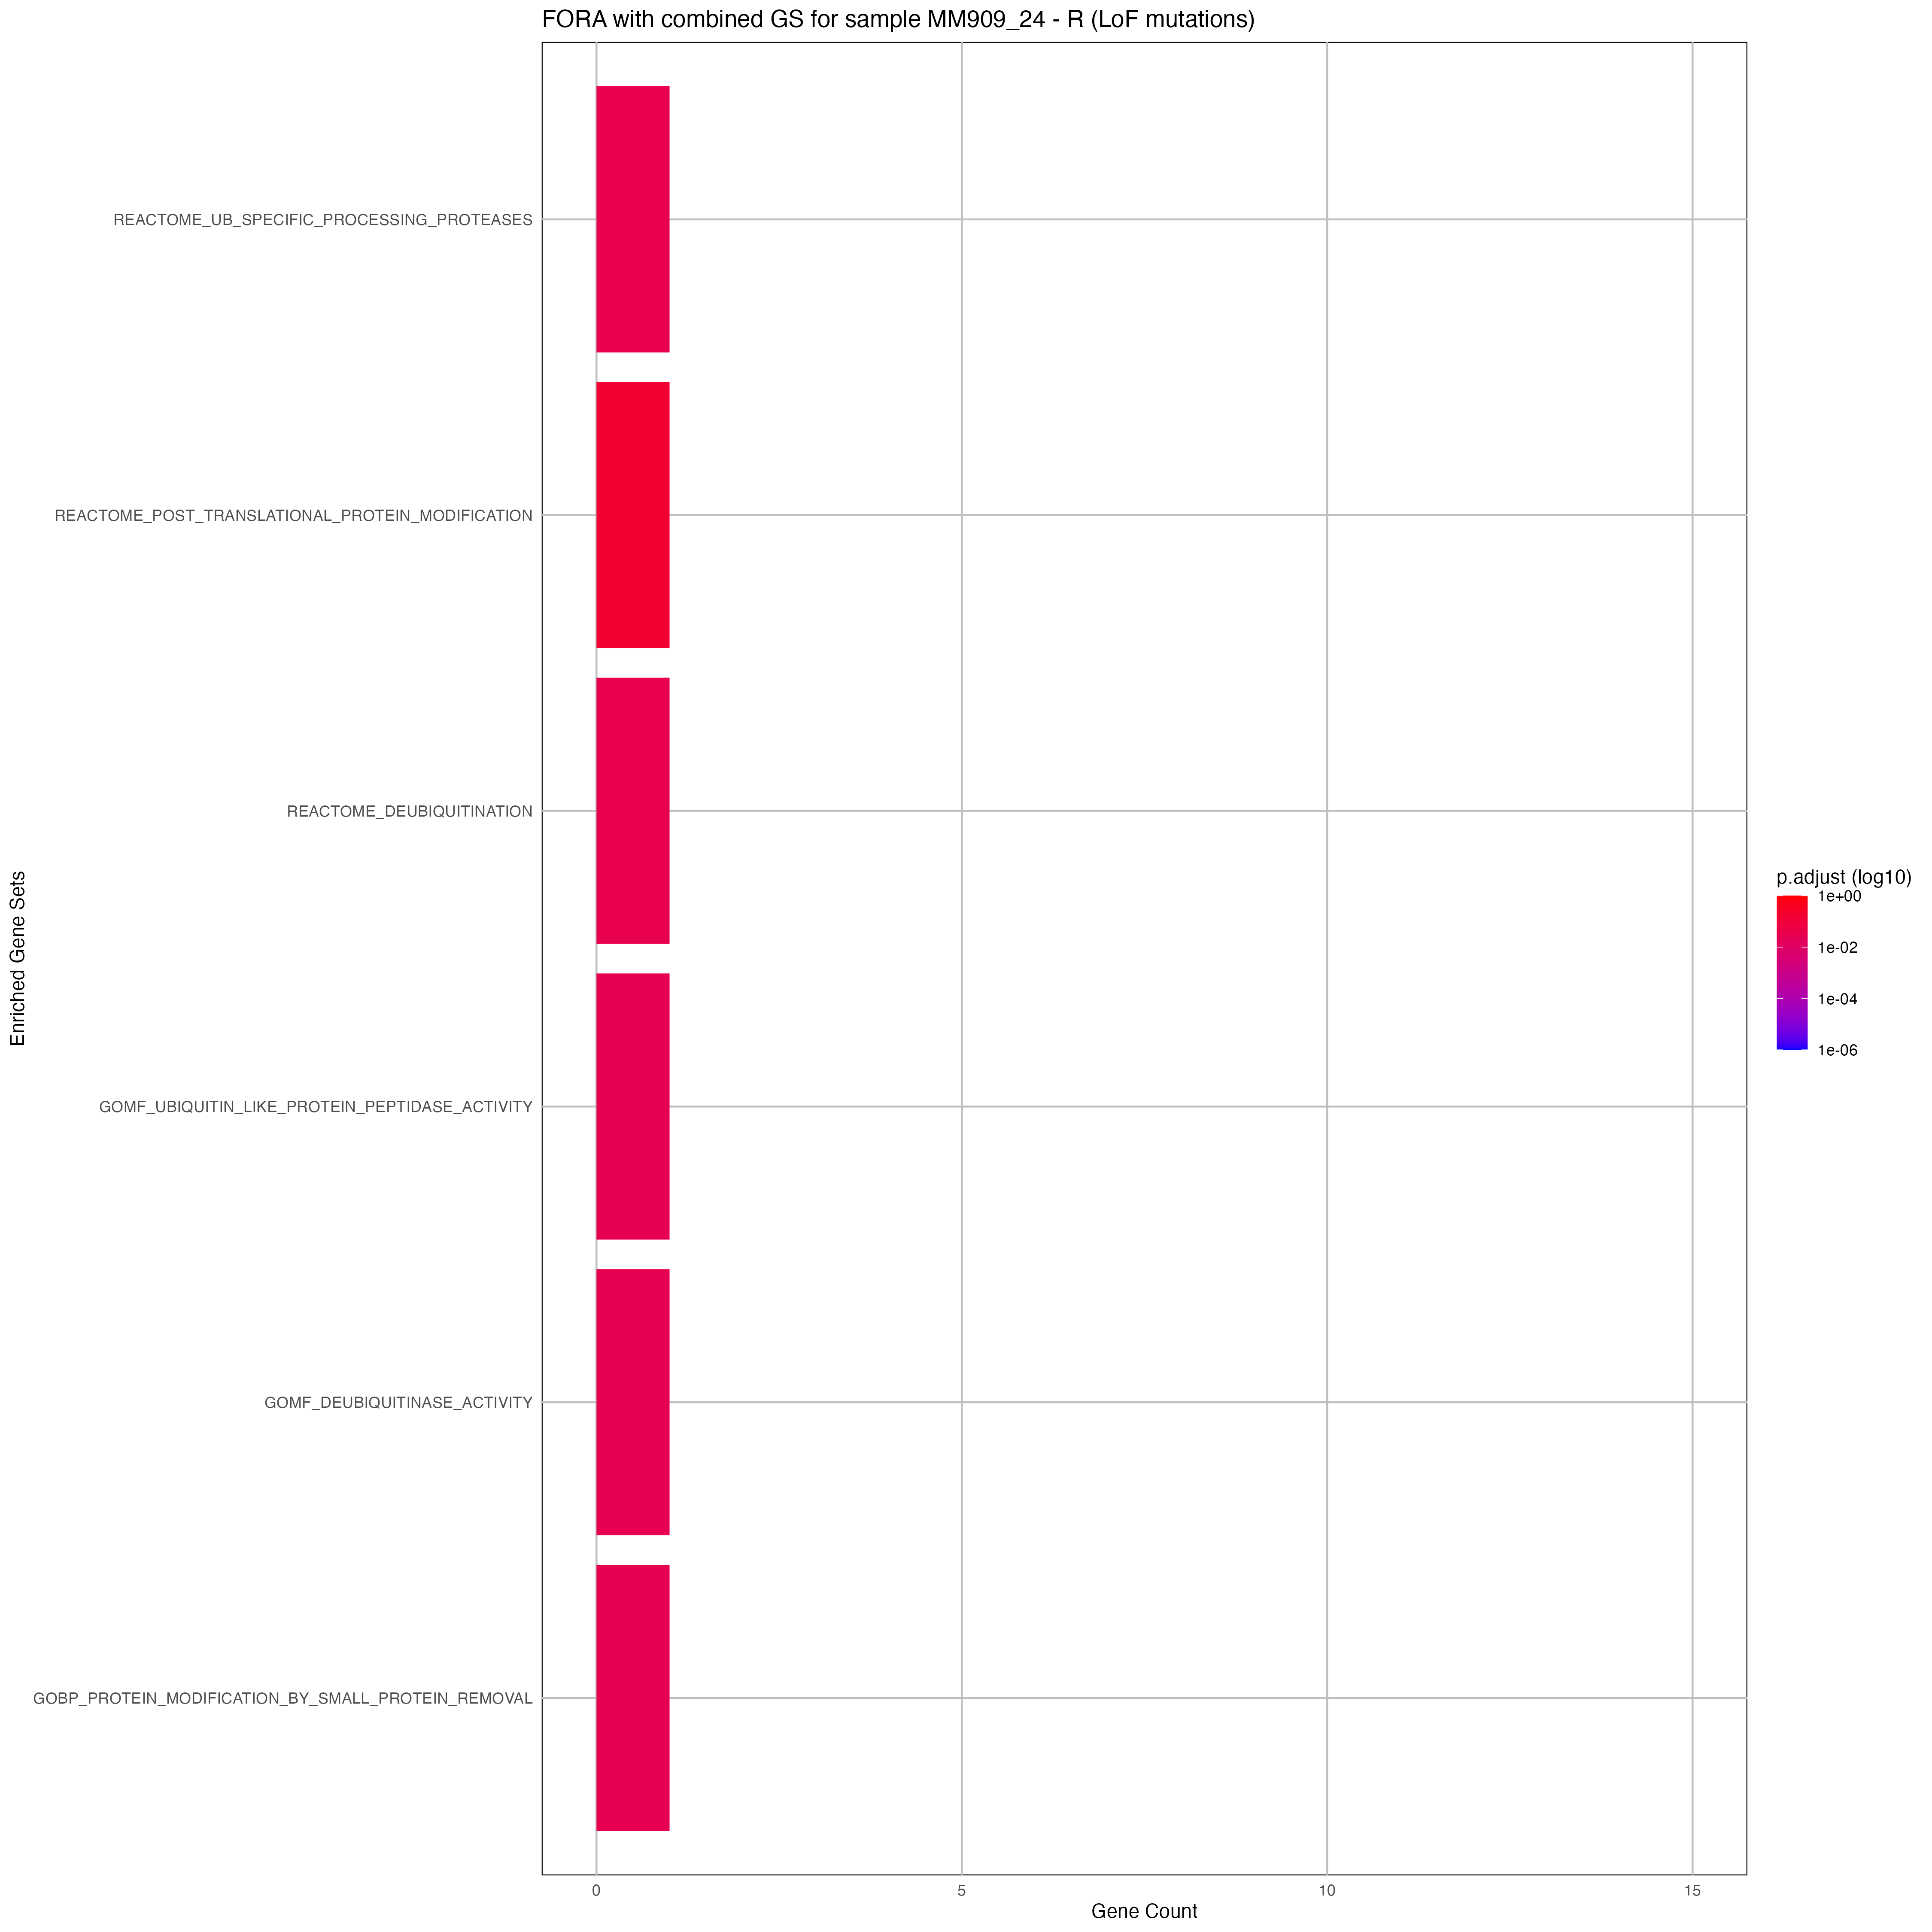 FORA with combined GS for sample MM909_24 - R (LoF mutations)
Enriched Gene Sets
REACTOME_UB_SPECIFIC_PROCESSING_PROTEASES
REACTOME_POST_TRANSLATIONAL_PROTEIN_MODIFICATION
REACTOME_DEUBIQUITINATION
GOMF_UBIQUITIN_LIKE_PROTEIN_PEPTIDASE_ACTIVITY
GOMF_DEUBIQUITINASE_ACTIVITY
GOBP_PROTEIN_MODIFICATION_BY_SMALL_PROTEIN_REMOVAL
0 5 10 15
Gene Count
p.adjust (log10)
1e+00
1e-02
1e-04
1e-06